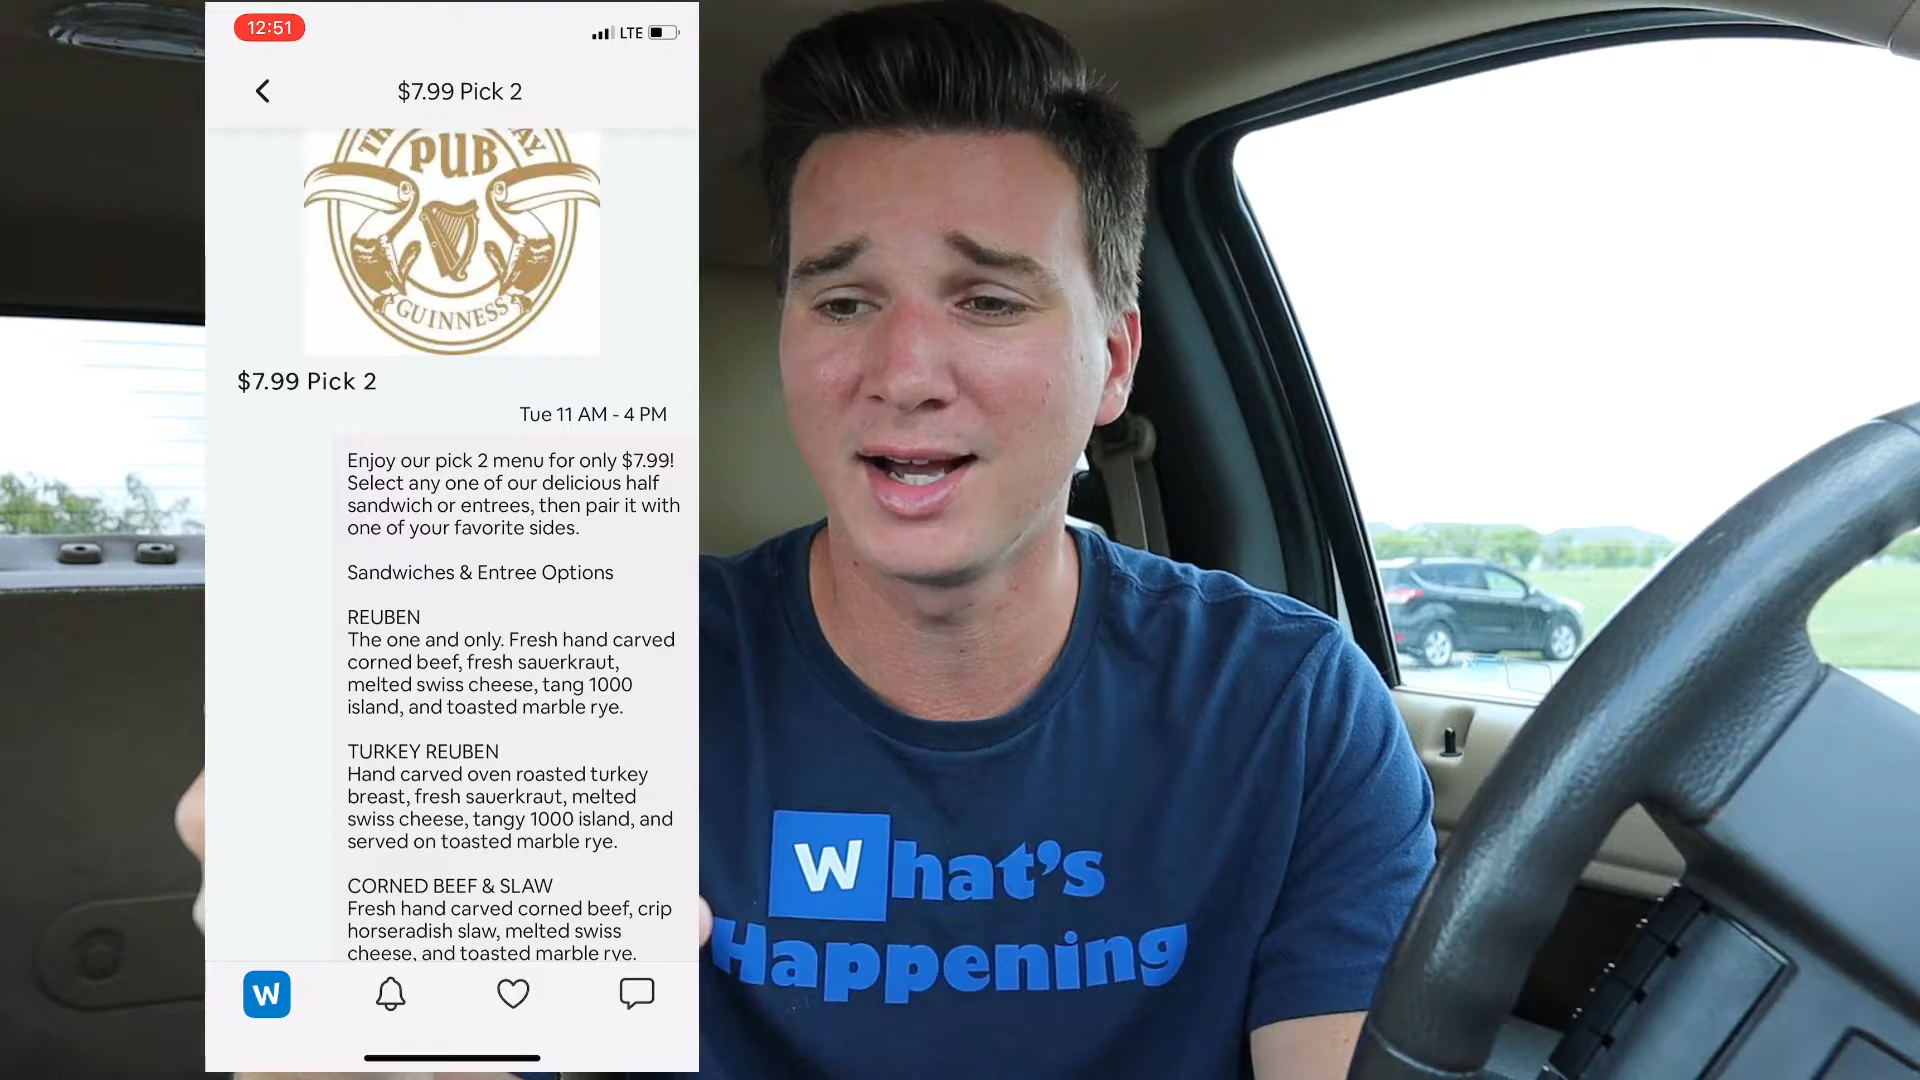 12:51
LTE
$7.99 Pick 2
PUB
GUINNESS
$7.99 Pick 2
Tue 11 AM - 4 PM
Enjoy our pick 2 menu for only $7.99!
Select any one of our delicious half
sandwich or entrees, then pair it with
one of your favorite sides.
Sandwiches & Entree Options
REUBEN
The one and only. Fresh hand carved
corned beef, fresh sauerkraut,
melted swiss cheese, tang 1000
island, and toasted marble rye.
TURKEY REUBEN
Hand carved oven roasted turkey
breast, fresh sauerkraut, melted
swiss cheese, tangy 1000 island, and
served on toasted marble rye.
CORNED BEEF & SLAW
Fresh hand carved corned beef, crip
horseradish slaw, melted swiss
cheese, and toasted marble rye.
W
What's
Happening